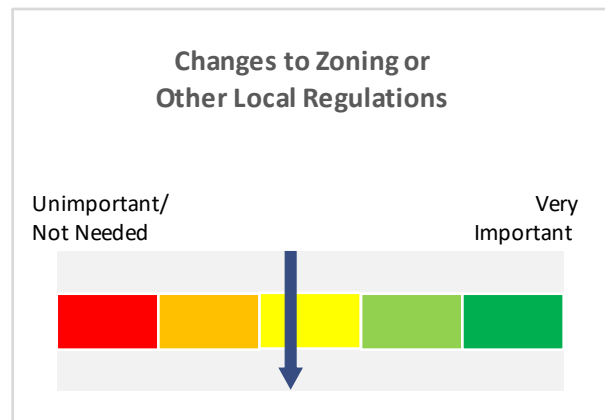 Changes to Zoning or
Other Local Regulations
Unimportant/
Not Needed
Very
Important